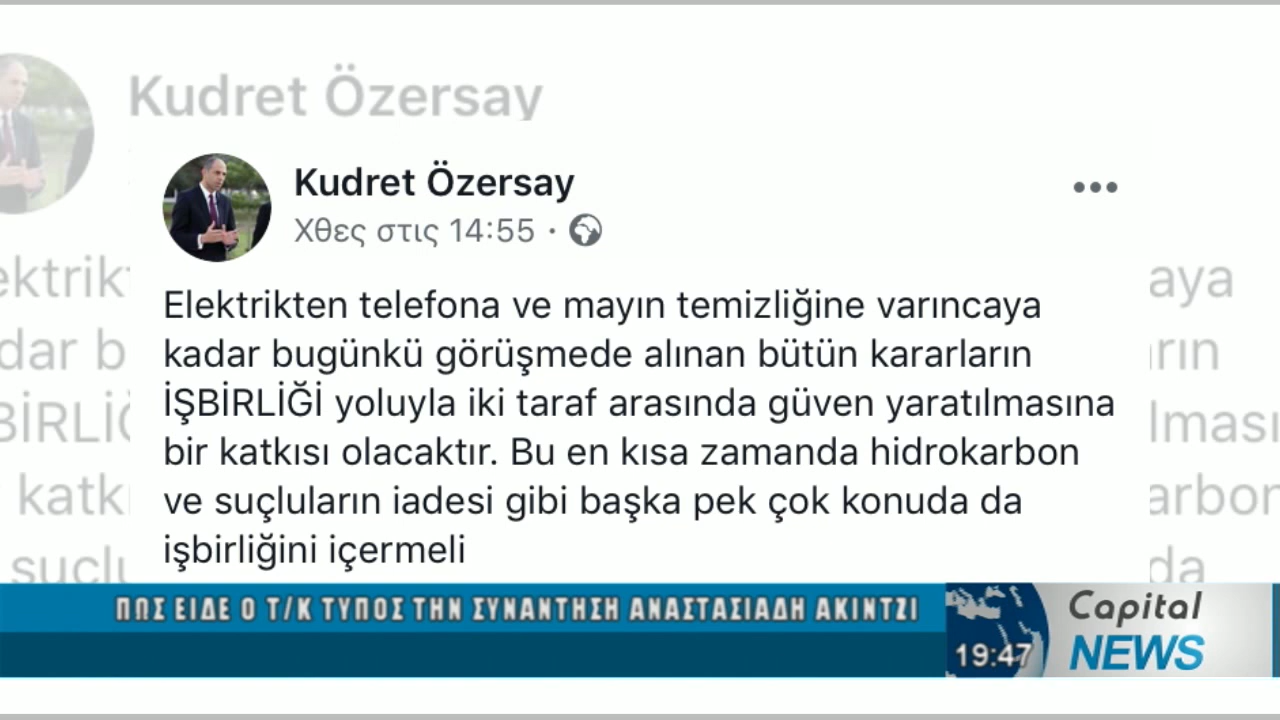 Kudret Özersay
Kudret Özersay
Χθες στις 14:55 ·
Elektrikten telefona ve mayın temizliğine varıncaya
kadar bugünkü görüşmede alınan bütün kararların
İŞBİRLİĞİ yoluyla iki taraf arasında güven yaratılmasına
bir katkısı olacaktır. Bu en kısa zamanda hidrokarbon
ve suçluların iadesi gibi başka pek çok konuda da
işbirliğini içermeli
ΠΩΣ ΕΙΔΕ Ο Τ/Κ ΤΥΠΟΣ ΤΗΝ ΣΥΝΑΝΤΗΣΗ ΑΝΑΣΤΑΣΙΑΔΗ ΑΚΙΝΤΖΙ
Capital
NEWS
19:47